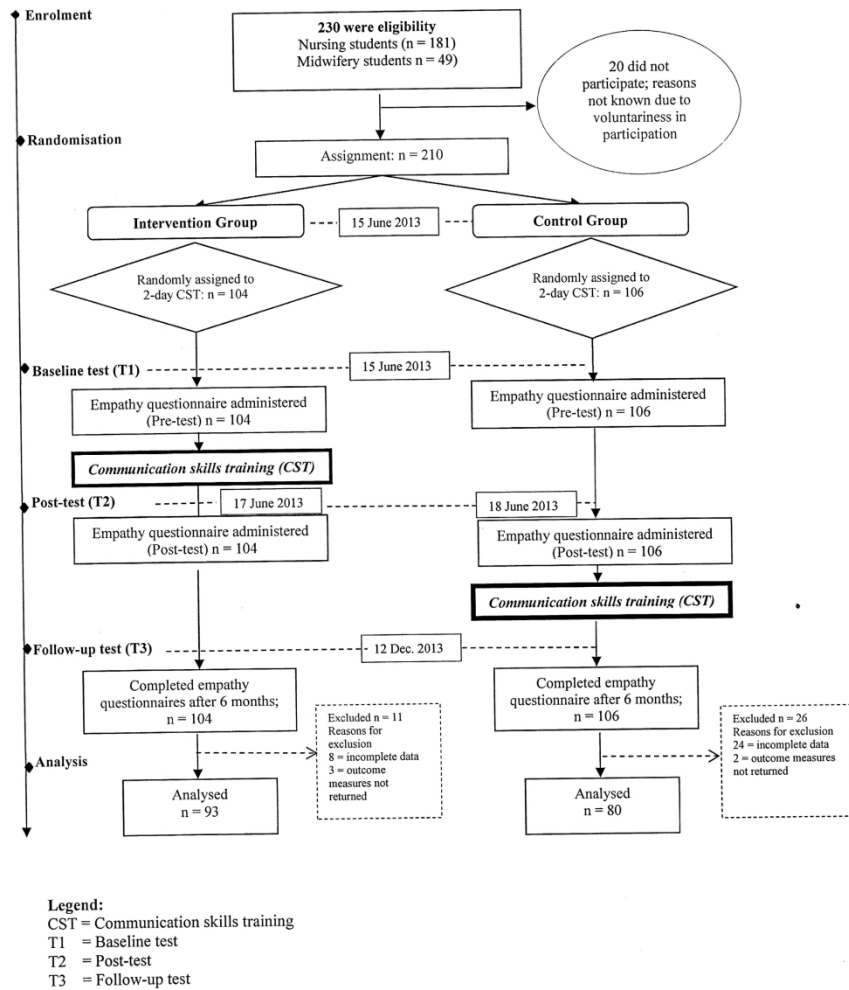 Enrolment
230 were eligibility
Nursing students (n = 181)
Midwifery students n = 49)
20 did not
participate; reasons
not known due to
voluntariness in
participation
Randomisation
Assignment: n = 210
Intervention Group
15 June 2013
Control Group
Randomly assigned to
2-day CST: n = 104
Randomly assigned to
2-day CST: n = 106
Baseline test (T1)
15 June 2013
Empathy questionnaire administered
(Pre-test) n = 104
Empathy questionnaire administered
(Pre-test) n = 106
Communication skills training (CST)
Post-test (T2)
17 June 2013
18 June 2013
Empathy questionnaire administered
(Post-test) n = 104
Empathy questionnaire administered
(Post-test) n = 106
Communication skills training (CST)
Follow-up test (T3)
12 Dec. 2013
Completed empathy
questionnaires after 6 months;
n = 104
Excluded n = 11
Reasons for
exclusion
8 = incomplete data
3 = outcome
measures not
returned
Completed empathy
questionnaire after 6 months;
n = 106
Excluded n = 26
Reasons for exclusion
24 = incomplete data
2 = outcome measures
not returned
Analysis
Analysed
n = 93
Analysed
n = 80
Legend:
CST = Communication skills training
T1 = Baseline test
T2 = Post-test
T3 = Follow-up test